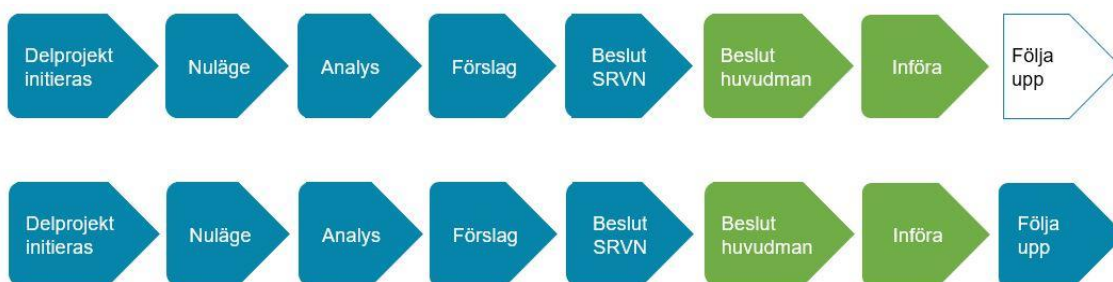 Delprojekt
initieras
Nuläge
Analys
Förslag
Beslut
SRVN
Beslut
huvudman
Införa
Följa
upp
Delprojekt
initieras
Nuläge
Analys
Förslag
Beslut
SRVN
Beslut
huvudman
Införa
Följa
upp